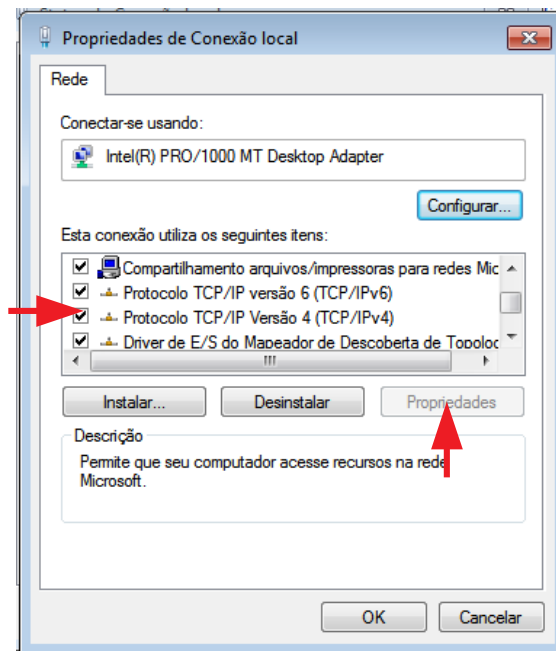 Propriedades de Conexão local
Rede
Conectar-se usando:
Intel(R) PRO/1000 MT Desktop Adapter
Configurar...
Esta conexão utiliza os seguintes itens:
Compartilhamento arquivos/impressoras para redes Mic
Protocolo TCP/IP versão 6 (TCP/IPv6)
Protocolo TCP/IP Versão 4 (TCP/IPv4)
Driver de E/S do Mapeador de Descoberta de Topoloc
Instalar...
Desinstalar
Propriedades
Descrição
Permite que seu computador acesse recursos na rede
Microsoft.
OK
Cancelar